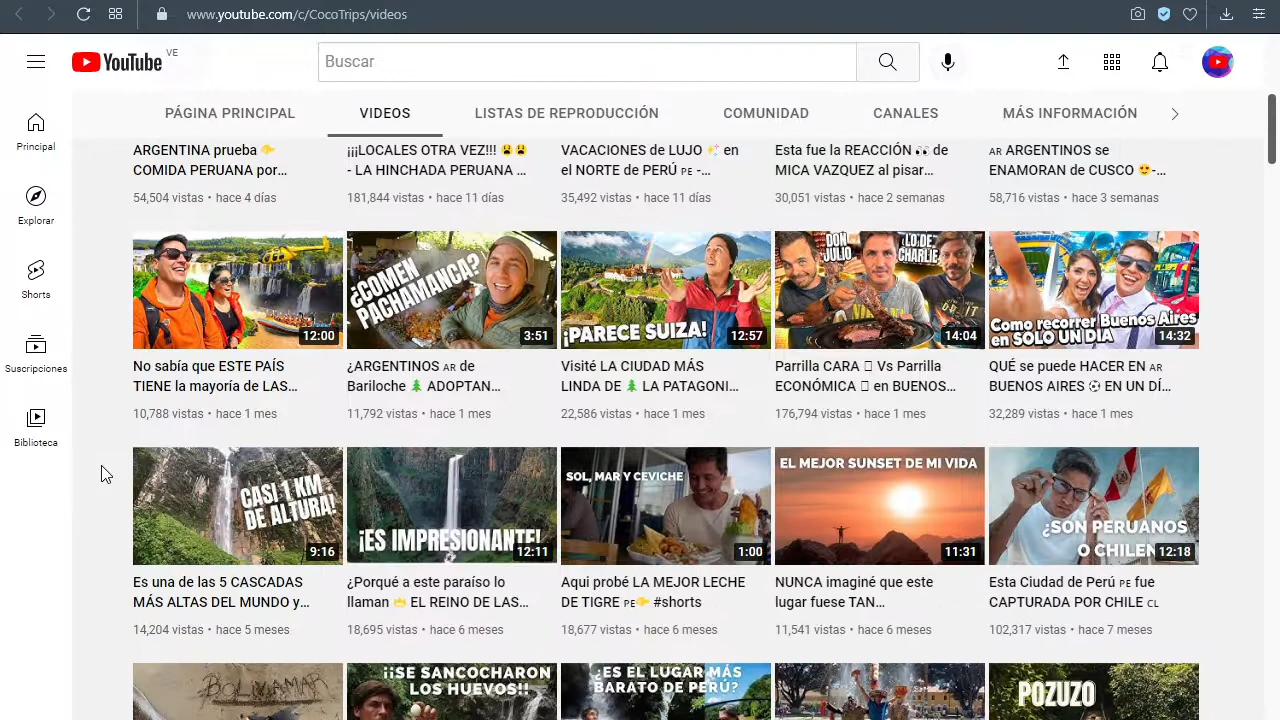 www.youtube.com/c/CocoTrips/videos
YouTube VE
Buscar
PÁGINA PRINCIPAL VIDEOS LISTAS DE REPRODUCCIÓN COMUNIDAD CANALES MÁS INFORMACIÓN
Principal
Explorar
Shorts
Suscripciones
Biblioteca
ARGENTINA prueba 👉
COMIDA PERUANA por...
54,504 vistas • hace 4 días
¡¡¡LOCALES OTRA VEZ!!! 😩😩
- LA HINCHADA PERUANA ...
181,844 vistas • hace 11 días
VACACIONES de LUJO ✨ en
el NORTE de PERÚ PE -...
35,492 vistas • hace 11 días
Esta fue la REACCIÓN 👀 de
MICA VAZQUEZ al pisar...
30,051 vistas • hace 2 semanas
AR ARGENTINOS se
ENAMORAN de CUSCO 😍-...
58,716 vistas • hace 3 semanas
12:00
No sabía que ESTE PAÍS
TIENE la mayoría de LAS...
10,788 vistas • hace 1 mes
¿COMEN
PACHAMANCA?
3:51
¿ARGENTINOS AR de
Bariloche 🌲 ADOPTAN...
11,792 vistas • hace 1 mes
¡PARECE SUIZA!
12:57
Visité LA CIUDAD MÁS
LINDA DE 🌲 LA PATAGONI...
22,586 vistas • hace 1 mes
DON
JULIO
¿LO DE
CHARLIE
14:04
Parrilla CARA Vs Parrilla
ECONÓMICA en BUENOS...
176,794 vistas • hace 1 mes
Como recorrer Buenos Aires
en SOLO UN DIA
14:32
QUÉ se puede HACER EN AR
BUENOS AIRES ⚽ EN UN DÍ...
32,289 vistas • hace 1 mes
CASI 1 KM
DE ALTURA!
9:16
Es una de las 5 CASCADAS
MÁS ALTAS DEL MUNDO y...
14,204 vistas • hace 5 meses
¡ES IMPRESIONANTE!
12:11
¿Porqué a este paraíso lo
llaman 👑 EL REINO DE LAS...
18,695 vistas • hace 6 meses
SOL, MAR Y CEVICHE
1:00
Aqui probé LA MEJOR LECHE
DE TIGRE PE👉 #shorts
18,677 vistas • hace 6 meses
EL MEJOR SUNSET DE MI VIDA
11:31
NUNCA imaginé que este
lugar fuese TAN...
11,541 vistas • hace 6 meses
¿SON PERUANOS
O CHILEN
12:18
Esta Ciudad de Perú PE fue
CAPTURADA POR CHILE CL
102,317 vistas • hace 7 meses
BOLIVAMAR
¡¡SE SANCOCHARON
LOS HUEVOS!!
¿ES EL LUGAR MÁS
BARATO DE PERÚ?
POZUZO